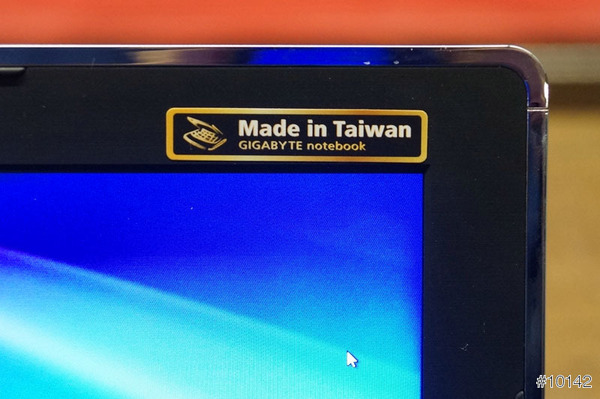 Made in Taiwan
GIGABYTE notebook
#10142